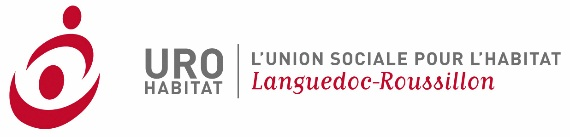 URO
HABITAT
L'UNION SOCIALE POUR L'HABITAT
Languedoc-Roussillon